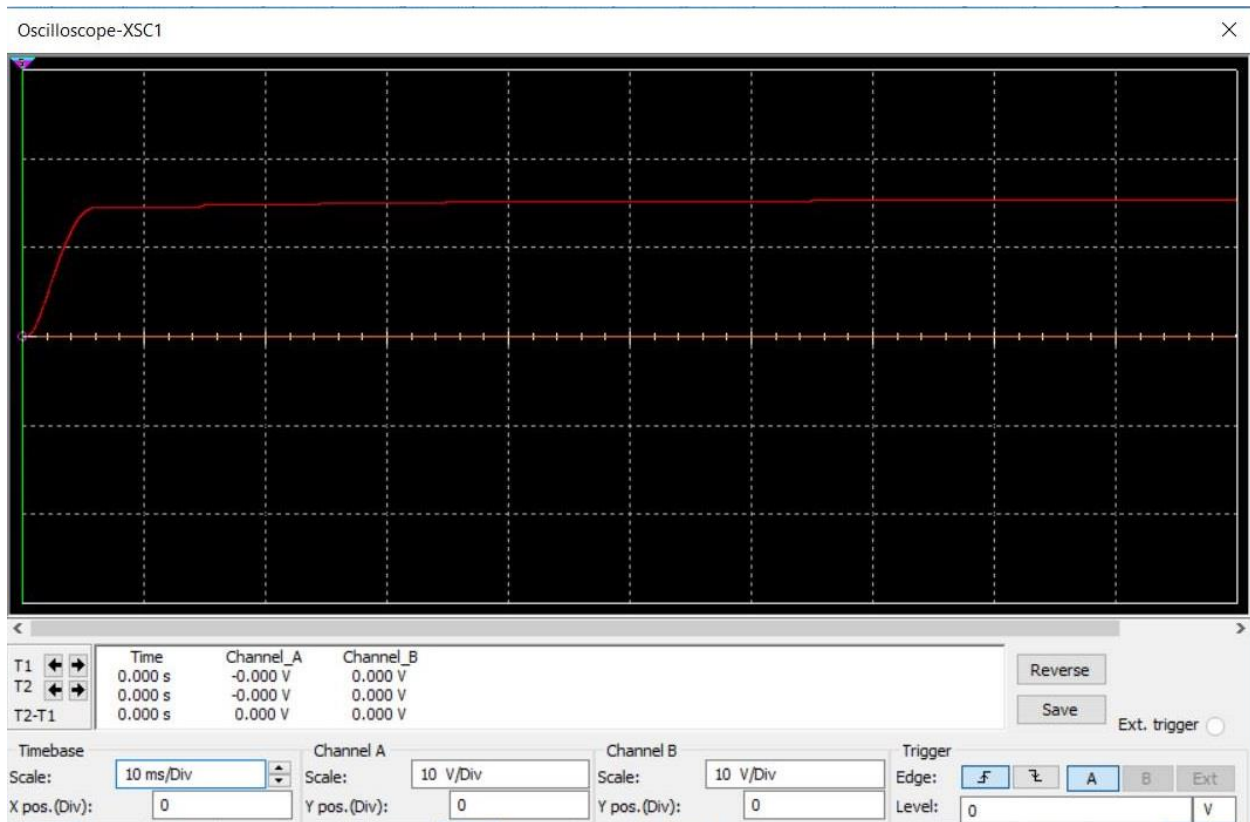 Oscilloscope-XSC1
Time Channel_A Channel_B
T1 0.000 s -0.000 V 0.000 V
T2 0.000 s -0.000 V 0.000 V
T2-T1 0.000 s 0.000 V 0.000 V
Reverse
Save
Ext. trigger
Timebase Channel A Channel B Trigger
Scale: 10 ms/Div Scale: 10 V/Div Scale: 10 V/Div Edge: A B Ext
X pos.(Div): 0 Y pos.(Div): 0 Y pos.(Div): 0 Level: 0 V